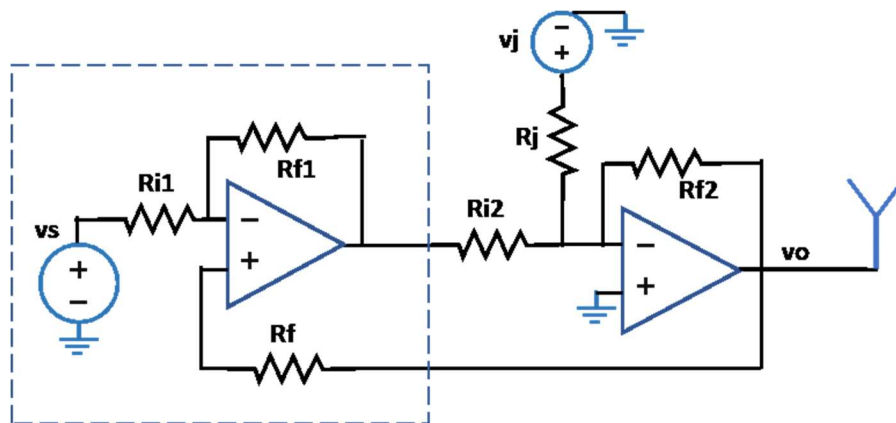 vj
-
+
Rj
Rf1
Ri1
Rf2
Ri2
vs
+
-
-
+
-
+
vo
Rf